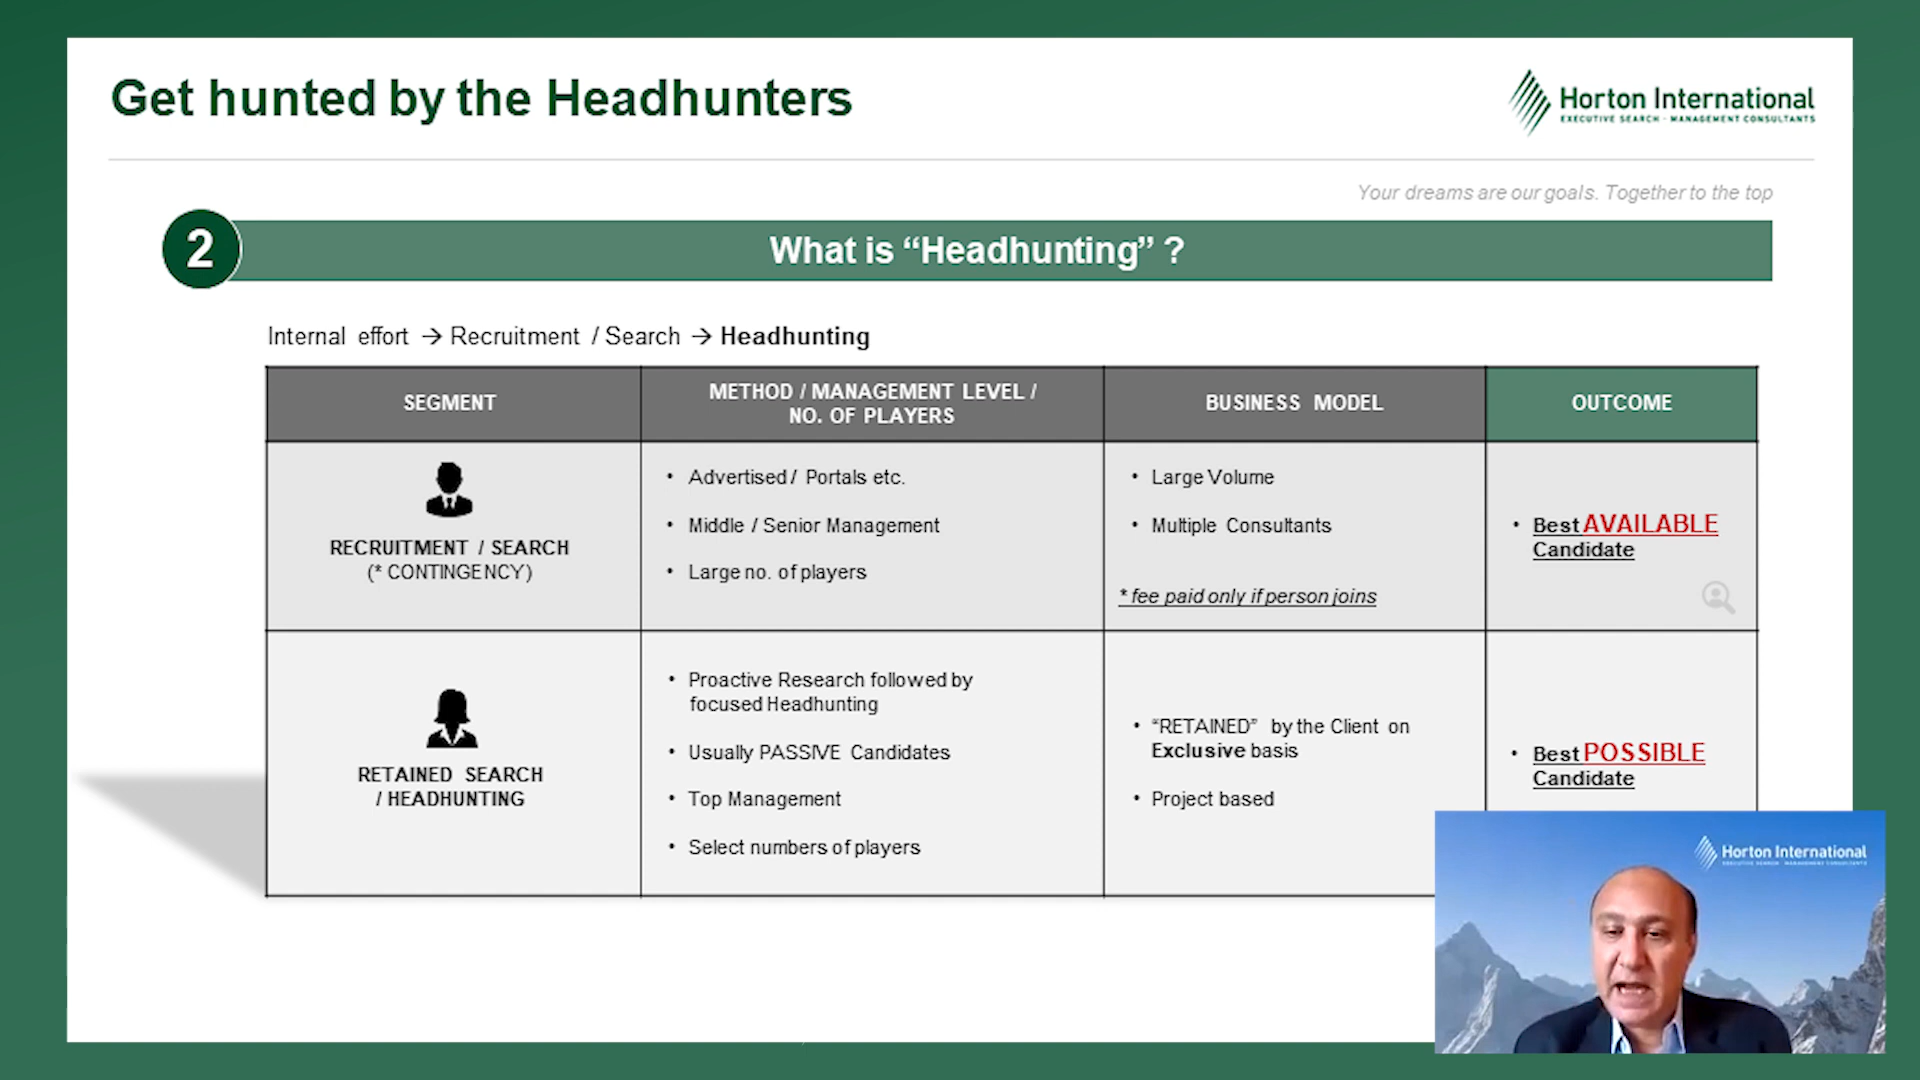 Get hunted by the Headhunters
Horton International
EXECUTIVE SEARCH · MANAGEMENT CONSULTANTS
Your dreams are our goals. Together to the top
2
What is “Headhunting” ?
Internal effort → Recruitment / Search → Headhunting
SEGMENT
METHOD / MANAGEMENT LEVEL /
NO. OF PLAYERS
BUSINESS MODEL
OUTCOME
RECRUITMENT / SEARCH
(* CONTINGENCY)
• Advertised / Portals etc.
• Middle / Senior Management
• Large no. of players
• Large Volume
• Multiple Consultants
* fee paid only if person joins
• Best AVAILABLE
Candidate
RETAINED SEARCH
/ HEADHUNTING
• Proactive Research followed by
focused Headhunting
• Usually PASSIVE Candidates
• Top Management
• Select numbers of players
• “RETAINED” by the Client on
Exclusive basis
• Project based
• Best POSSIBLE
Candidate
Horton International